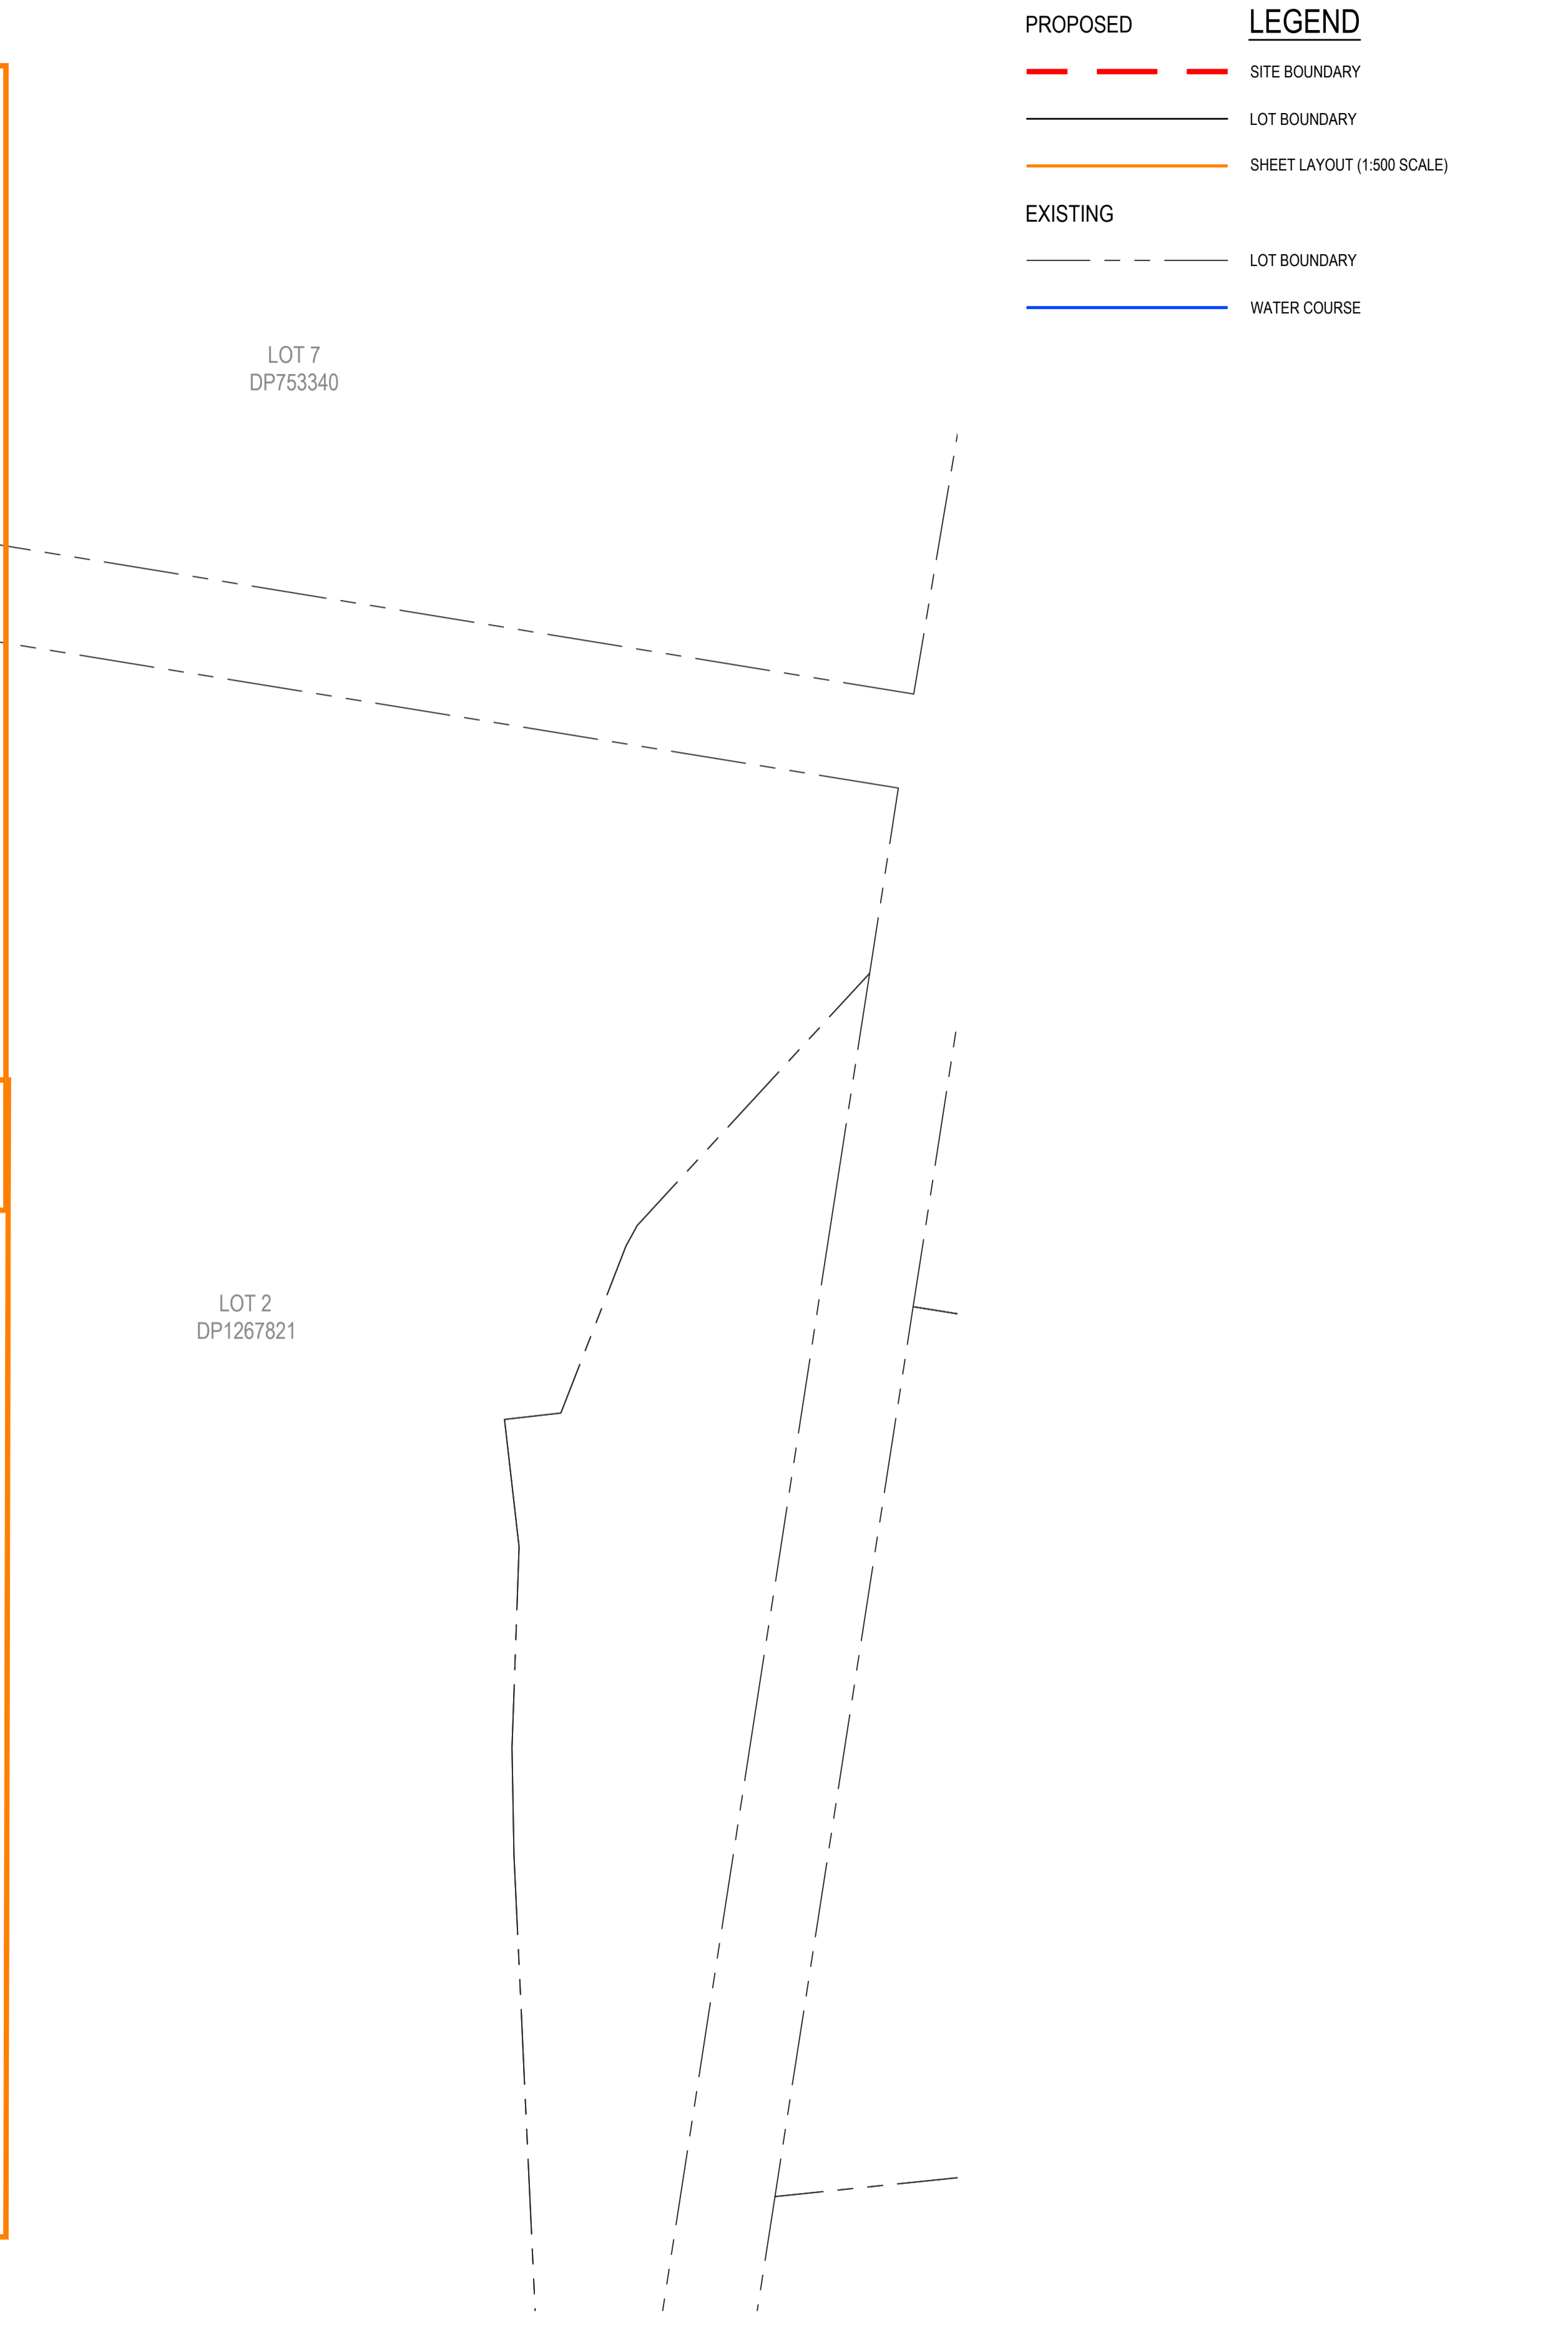 PROPOSED LEGEND
SITE BOUNDARY
LOT BOUNDARY
SHEET LAYOUT (1:500 SCALE)
EXISTING
LOT BOUNDARY
WATER COURSE
LOT 7
DP753340
LOT 2
DP1267821